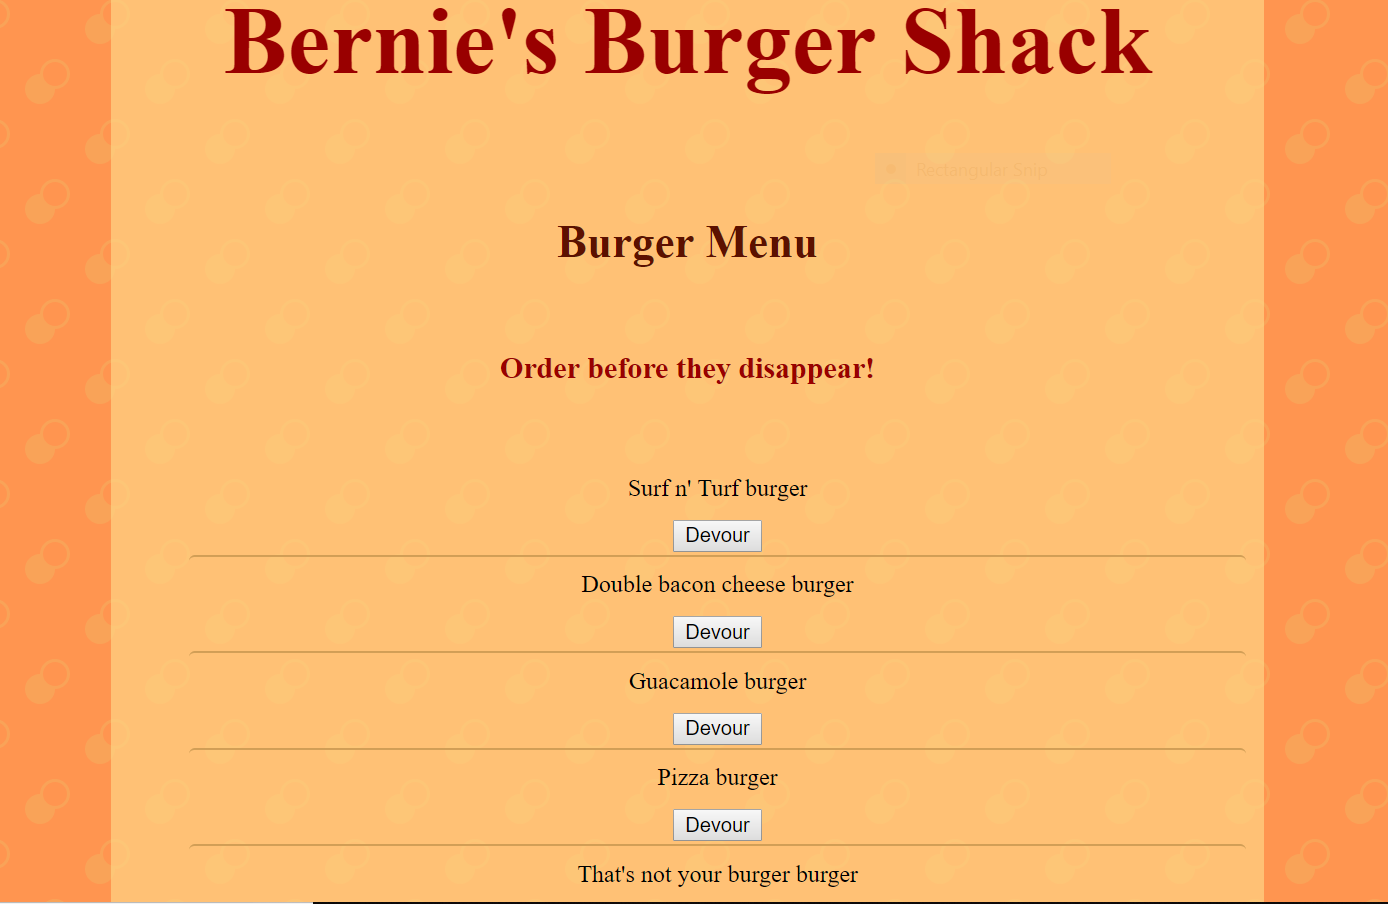 Bernie's Burger Shack
Rectangular Snip
Burger Menu
Order before they disappear!
Surf n' Turf burger
Devour
Double bacon cheese burger
Devour
Guacamole burger
Devour
Pizza burger
Devour
That's not your burger burger